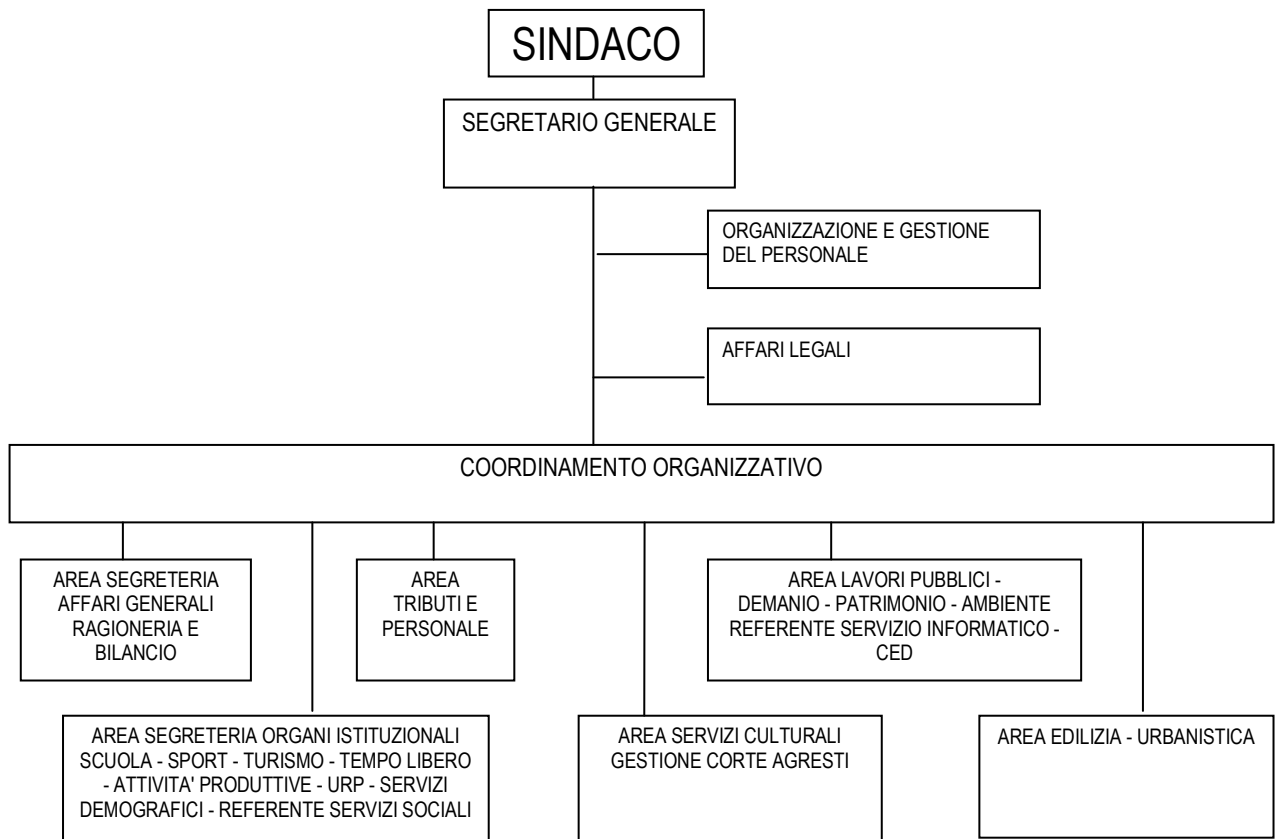 SINDACO
SEGRETARIO GENERALE
ORGANIZZAZIONE E GESTIONE
DEL PERSONALE
AFFARI LEGALI
COORDINAMENTO ORGANIZZATIVO
AREA SEGRETERIA
AFFARI GENERALI
RAGIONERIA E
BILANCIO
AREA
TRIBUTI E
PERSONALE
AREA LAVORI PUBBLICI -
DEMANIO - PATRIMONIO - AMBIENTE
REFERENTE SERVIZIO INFORMATICO -
CED
AREA SEGRETERIA ORGANI ISTITUZIONALI
SCUOLA - SPORT - TURISMO - TEMPO LIBERO
- ATTIVITA' PRODUTTIVE - URP - SERVIZI
DEMOGRAFICI - REFERENTE SERVIZI SOCIALI
AREA SERVIZI CULTURALI
GESTIONE CORTE AGRESTI
AREA EDILIZIA - URBANISTICA